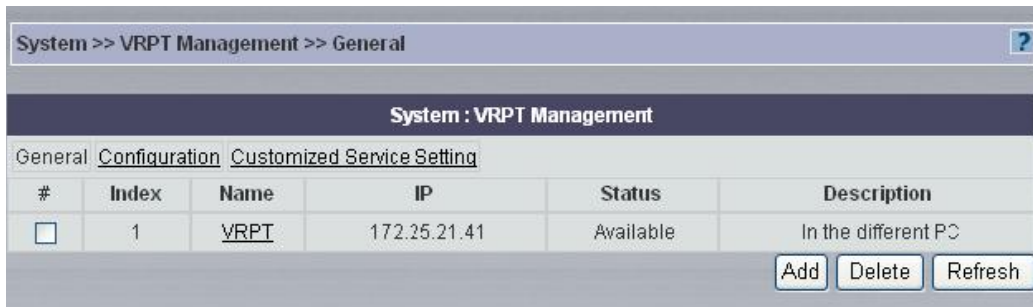 System >> VRPT Management >> General ?
System : VRPT Management
General Configuration Customized Service Setting
# Index Name IP Status Description
1 VRPT 172.25.21.41 Available In the different PC
Add Delete Refresh